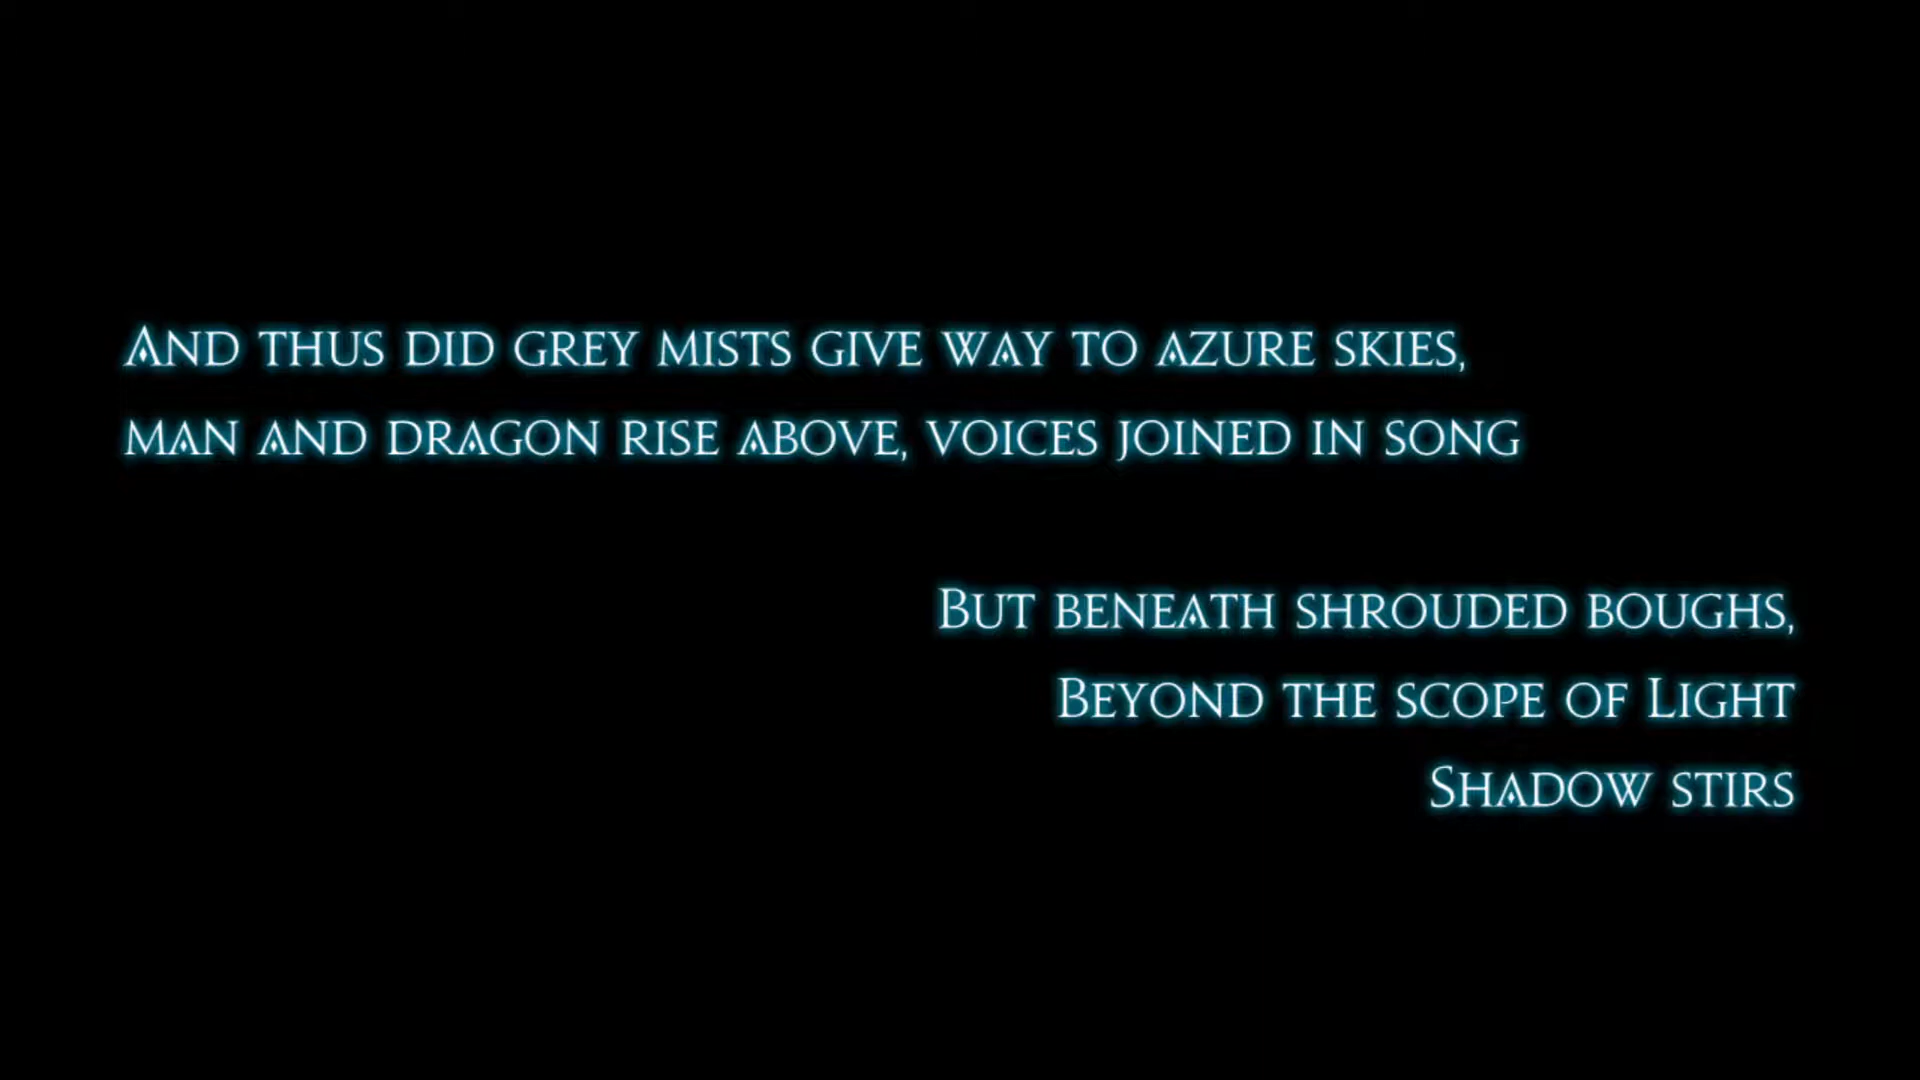 And thus did grey mists give way to azure skies,
man and dragon rise above, voices joined in song
But beneath shrouded boughs,
Beyond the scope of Light
Shadow stirs